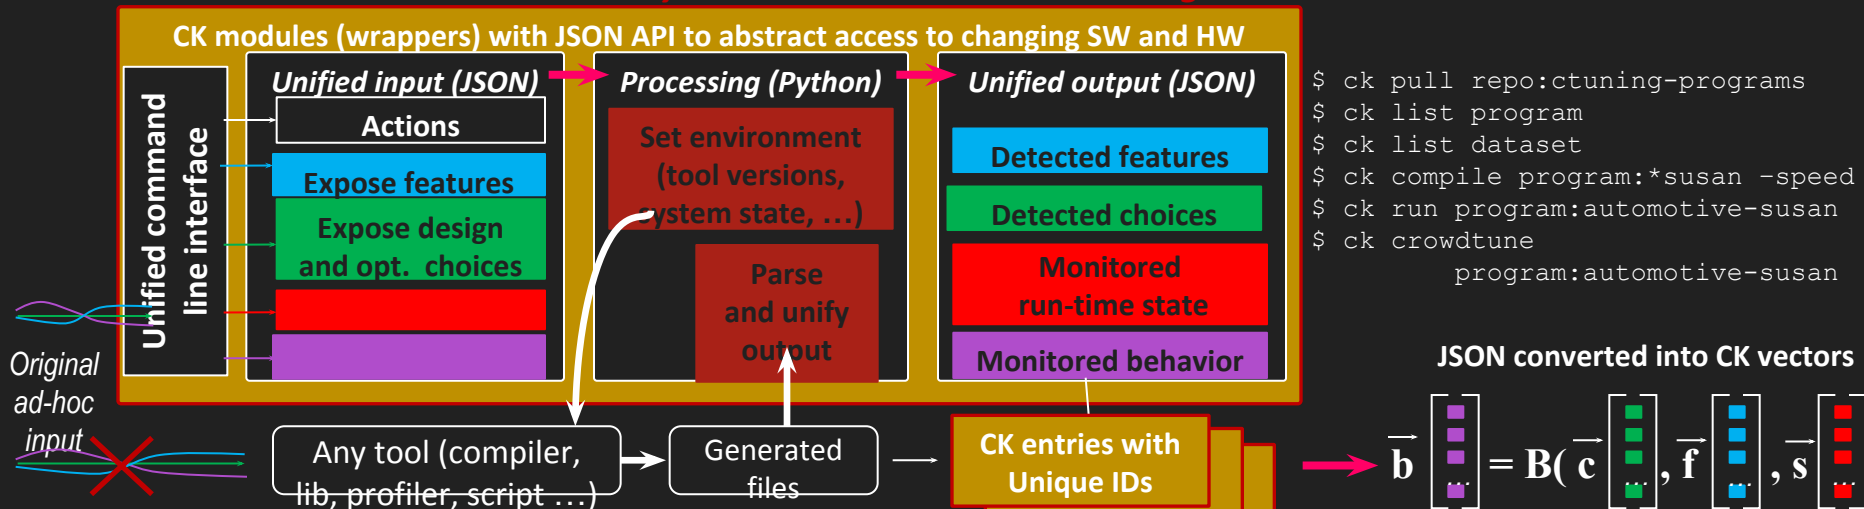 CK modules (wrappers) with JSON API to abstract access to changing SW and HW
Unified command
line interface
Unified input (JSON)
Actions
Expose features
Expose design
and opt. choices
Processing (Python)
Set environment
(tool versions,
system state, …)
Parse
and unify
output
Unified output (JSON)
Detected features
Detected choices
Monitored
run-time state
Monitored behavior
$ ck pull repo:ctuning-programs
$ ck list program
$ ck list dataset
$ ck compile program:*susan –speed
$ ck run program:automotive-susan
$ ck crowdtune
program:automotive-susan
Original
ad-hoc
input
Any tool (compiler,
lib, profiler, script …)
Generated
files
CK entries with
Unique IDs
JSON converted into CK vectors
b … = B( c … , f … , s …